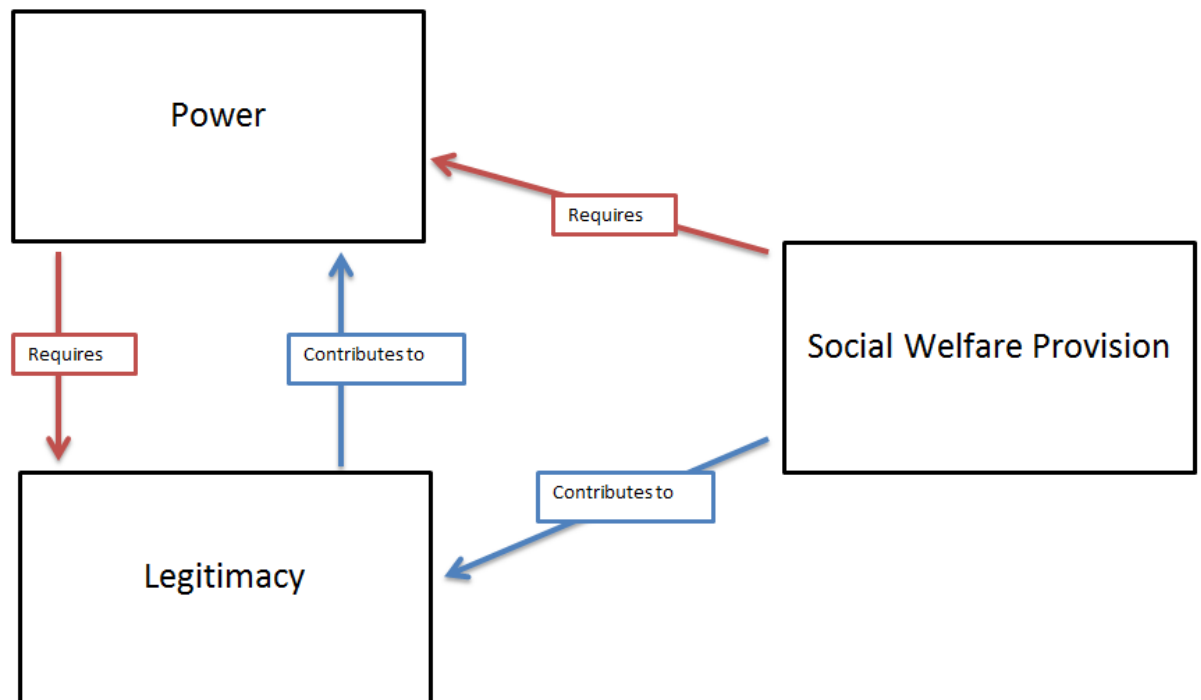 Power
Requires
Social Welfare Provision
Requires
Contributes to
Contributes to
Legitimacy